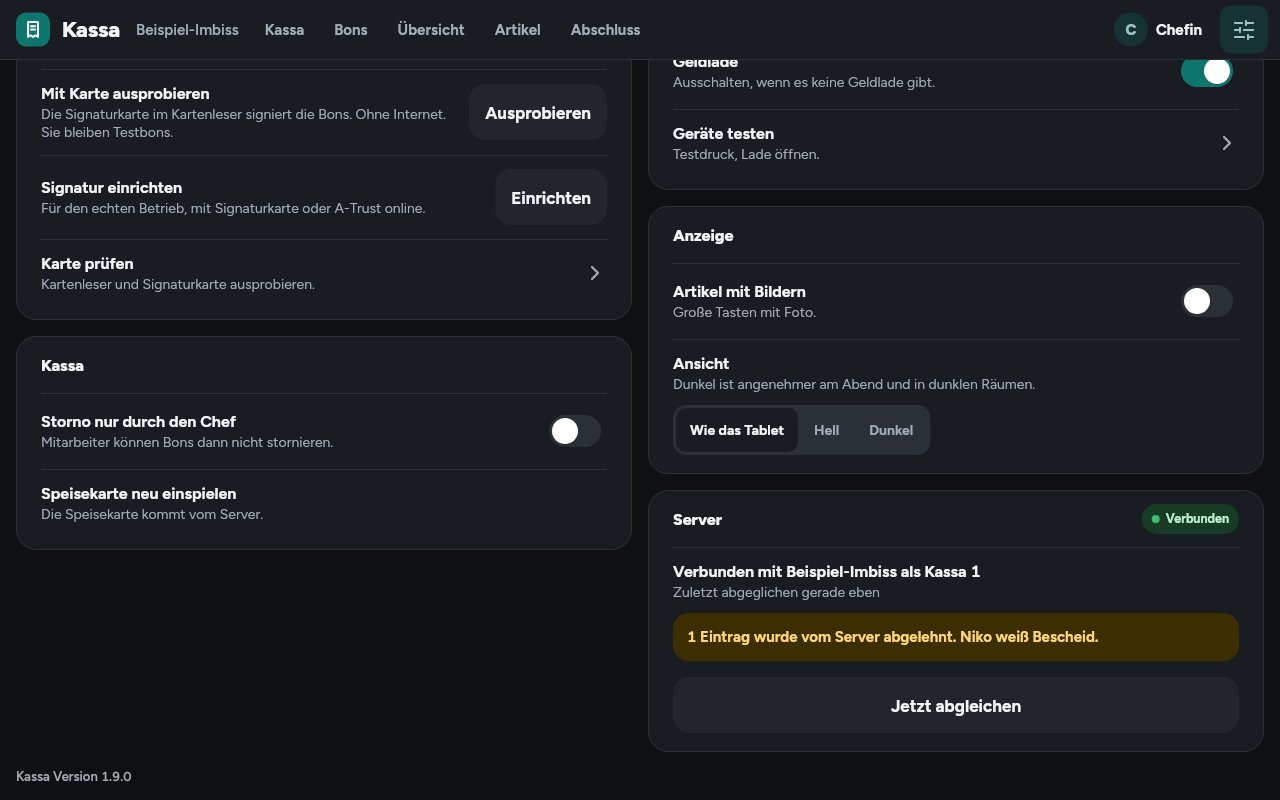 Kassa
Beispiel-Imbiss
Kassa
Bons
Übersicht
Artikel
Abschluss
C
Chefin
Mit Karte ausprobieren
Die Signaturkarte im Kartenleser signiert die Bons. Ohne Internet.
Sie bleiben Testbons.
Ausprobieren
Signatur einrichten
Für den echten Betrieb, mit Signaturkarte oder A-Trust online.
Einrichten
Karte prüfen
Kartenleser und Signaturkarte ausprobieren.
Kassa
Storno nur durch den Chef
Mitarbeiter können Bons dann nicht stornieren.
Speisekarte neu einspielen
Die Speisekarte kommt vom Server.
Geldlade
Ausschalten, wenn es keine Geldlade gibt.
Geräte testen
Testdruck, Lade öffnen.
Anzeige
Artikel mit Bildern
Große Tasten mit Foto.
Ansicht
Dunkel ist angenehmer am Abend und in dunklen Räumen.
Wie das Tablet
Hell
Dunkel
Server
Verbunden
Verbunden mit Beispiel-Imbiss als Kassa 1
Zuletzt abgeglichen gerade eben
1 Eintrag wurde vom Server abgelehnt. Niko weiß Bescheid.
Jetzt abgleichen
Kassa Version 1.9.0